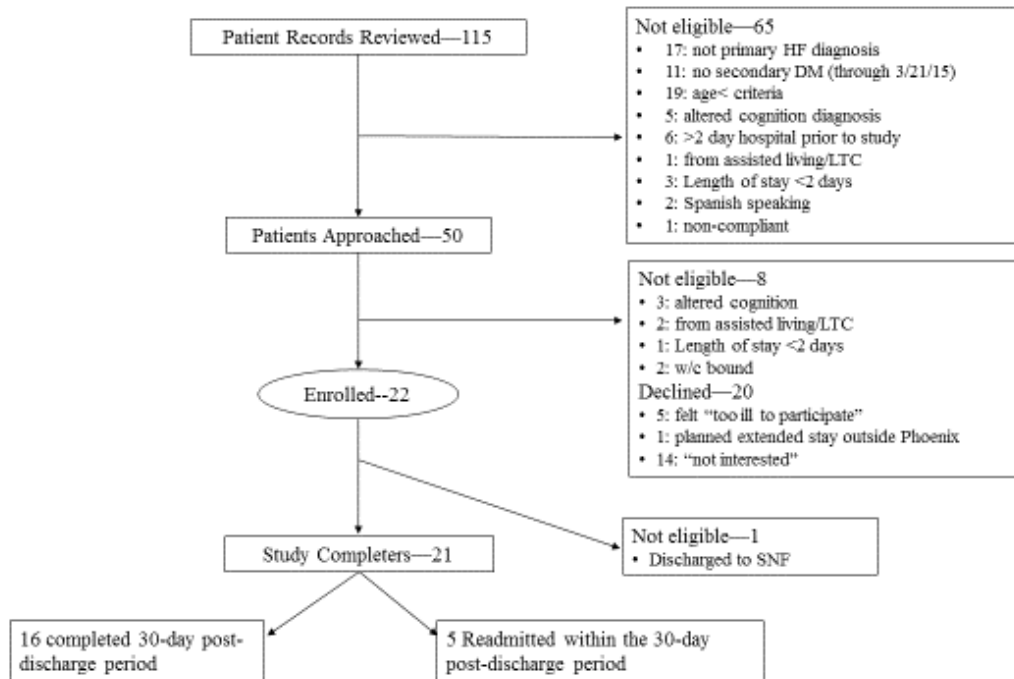 Patient Records Reviewed—115
Not eligible—65
• 17: not primary HF diagnosis
• 11: no secondary DM (through 3/21/15)
• 19: age< criteria
• 5: altered cognition diagnosis
• 6: >2 day hospital prior to study
• 1: from assisted living/LTC
• 3: Length of stay <2 days
• 2: Spanish speaking
• 1: non-compliant
Patients Approached—50
Not eligible—8
• 3: altered cognition
• 2: from assisted living/LTC
• 1: Length of stay <2 days
• 2: w/c bound
Declined—20
• 5: felt “too ill to participate”
• 1: planned extended stay outside Phoenix
• 14: “not interested”
Enrolled--22
Not eligible—1
• Discharged to SNF
Study Completers—21
16 completed 30-day post-
discharge period
5 Readmitted within the 30-day
post-discharge period